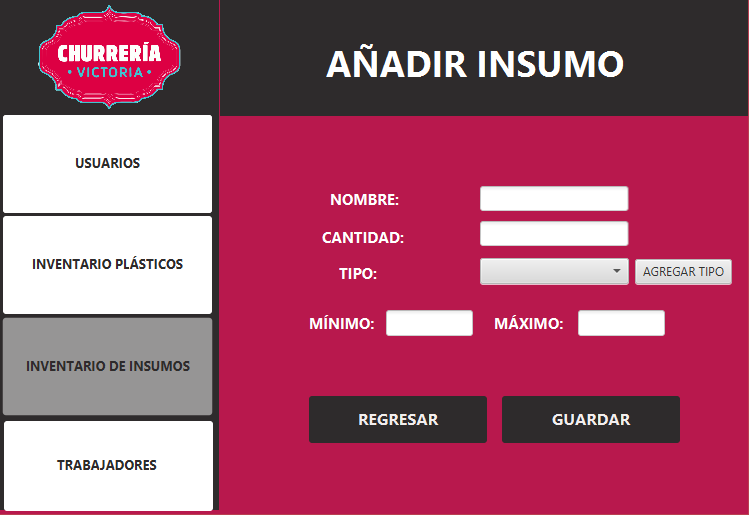 CHURRERÍA
• VICTORIA •
AÑADIR INSUMO
USUARIOS
INVENTARIO PLÁSTICOS
INVENTARIO DE INSUMOS
TRABAJADORES
NOMBRE:
CANTIDAD:
TIPO:
AGREGAR TIPO
MÍNIMO:
MÁXIMO:
REGRESAR
GUARDAR